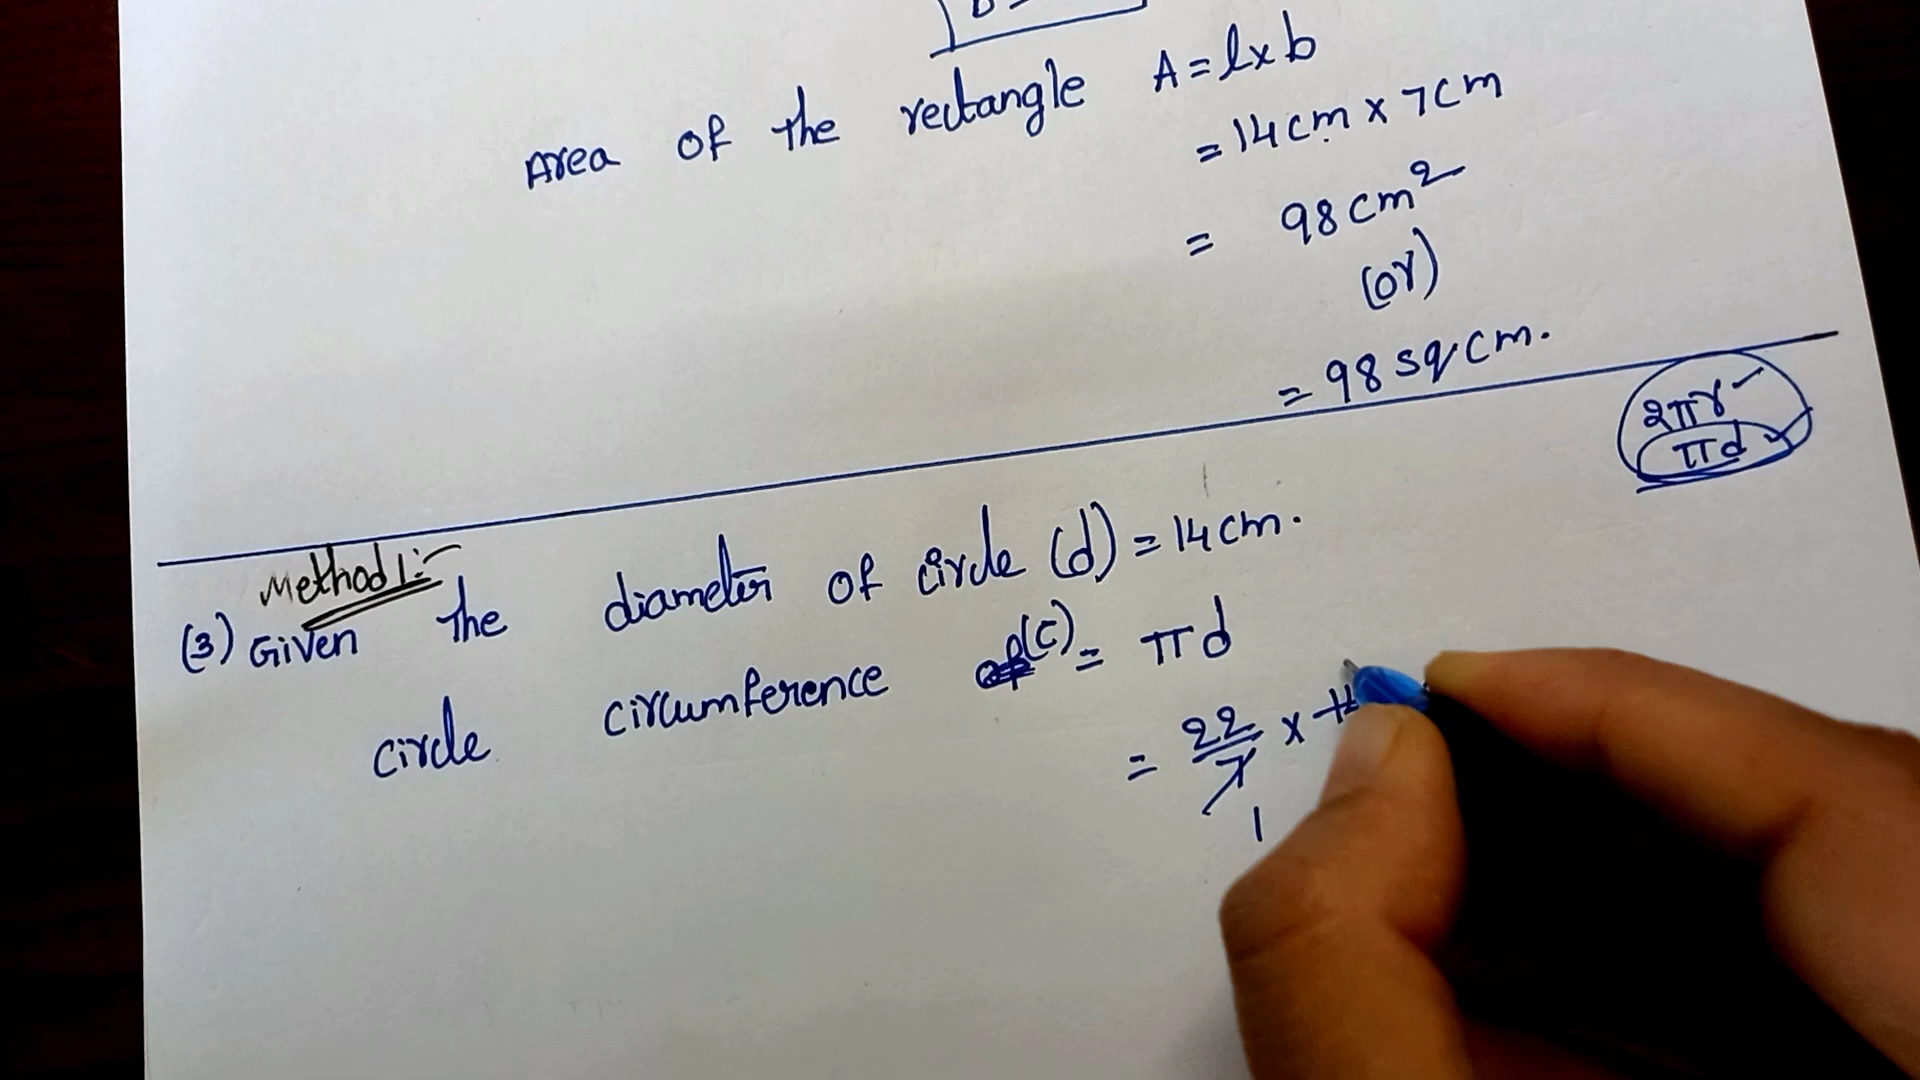 Area of the rectangle A = l x b
= 14 cm x 7 cm
= 98 cm²
(or)
= 98 sq cm.
2πr ✓
πd ✓
Method 1:-
(3) Given the diameter of circle (d) = 14 cm.
circle circumference (C) = πd
= 22/7 x
1